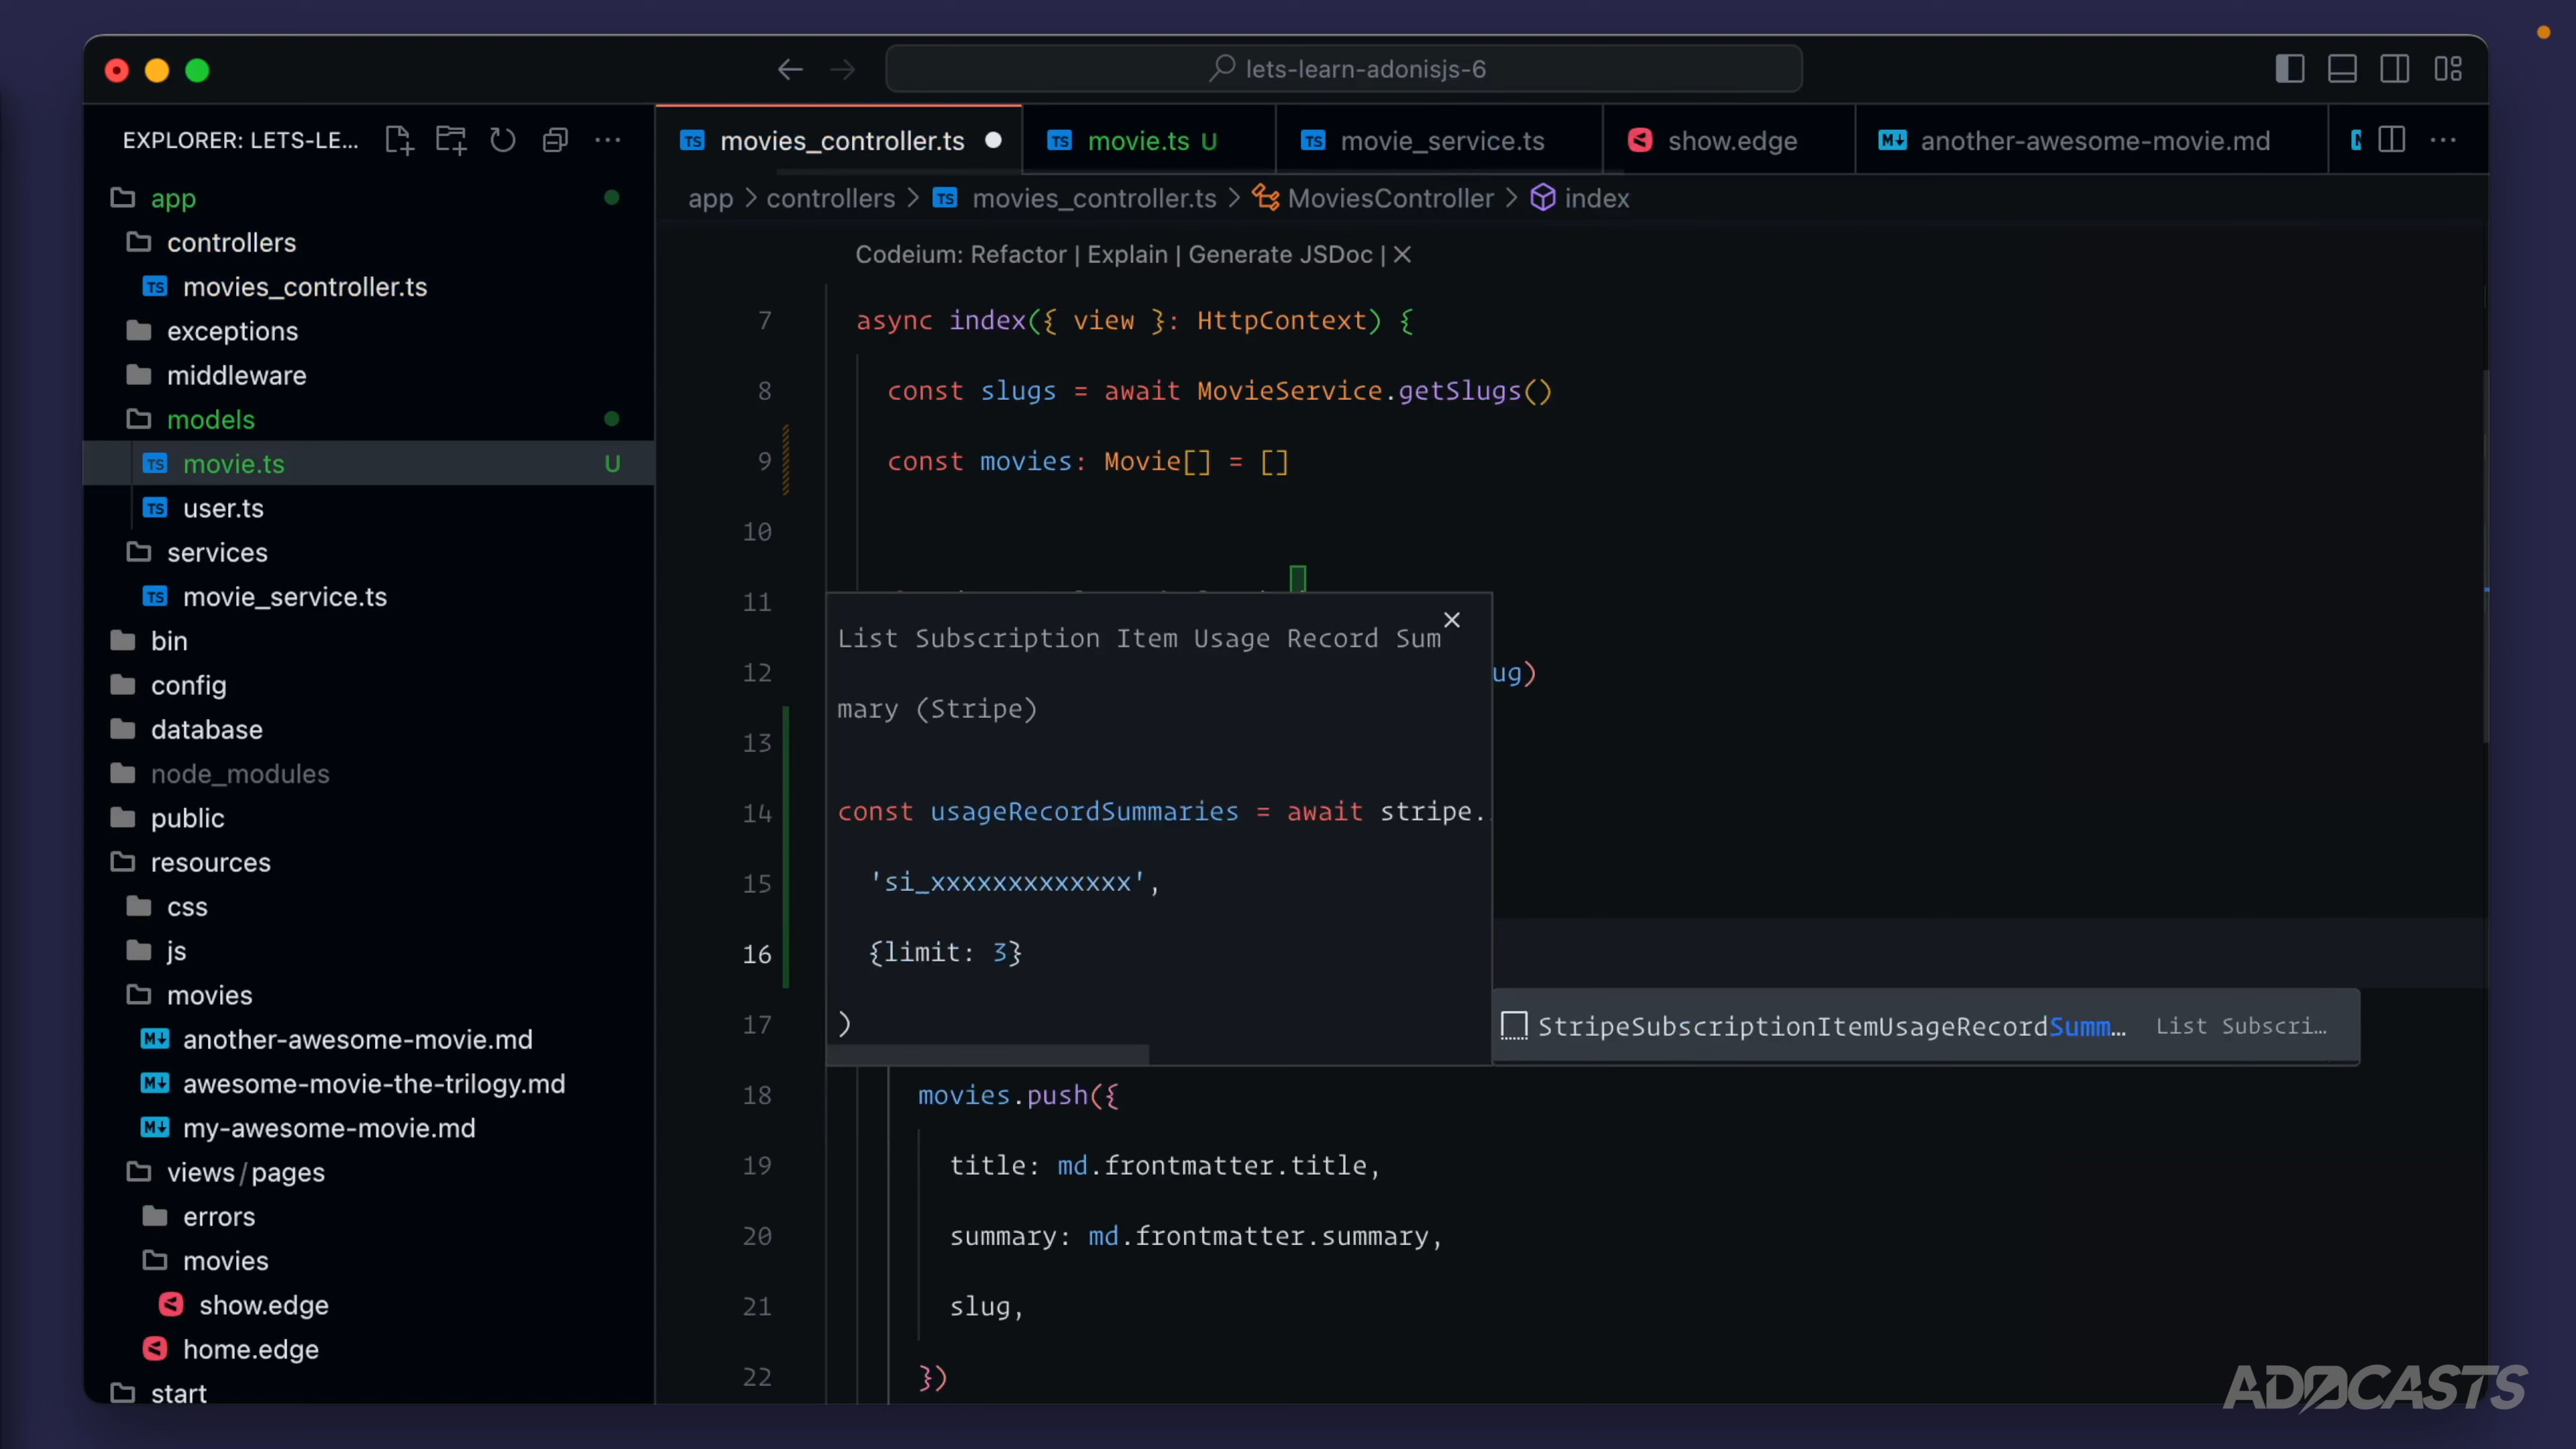 lets-learn-adonisjs-6
EXPLORER: LETS-LE...
movies_controller.ts
movie.ts U
movie_service.ts
show.edge
another-awesome-movie.md
app > controllers > TS movies_controller.ts > MoviesController > index
app
controllers
TS movies_controller.ts
exceptions
middleware
models
TS movie.ts U
TS user.ts
services
TS movie_service.ts
bin
config
database
node_modules
public
resources
css
js
movies
another-awesome-movie.md
awesome-movie-the-trilogy.md
my-awesome-movie.md
views/pages
errors
movies
show.edge
home.edge
start
Codeium: Refactor | Explain | Generate JSDoc | X
7 async index({ view }: HttpContext) {
8 const slugs = await MovieService.getSlugs()
9 const movies: Movie[] = []
10
11
12 ug)
13
14
15
16
17
List Subscription Item Usage Record Sum
mary (Stripe)
const usageRecordSummaries = await stripe.
'si_xxxxxxxxxxxxx',
{limit: 3}
)
StripeSubscriptionItemUsageRecordSumm... List Subscri...
18 movies.push({
19 title: md.frontmatter.title,
20 summary: md.frontmatter.summary,
21 slug,
22 })
ADOCASTS